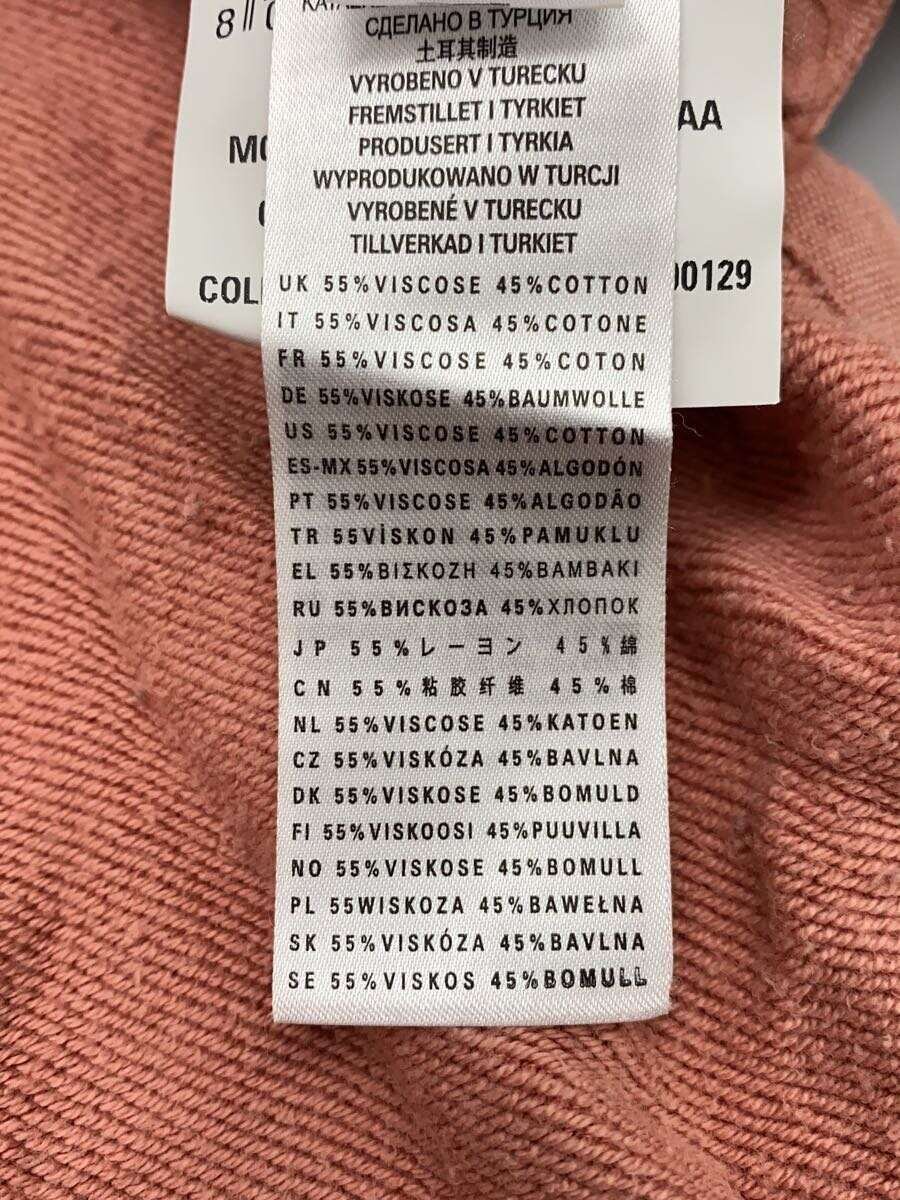 8
СДЕЛАНО В ТУРЦИЯ
土耳其制造
VYROBENO V TURECKU
FREMSTILLET I TYRKIET
AA
PRODUSERT I TYRKIA
WYPRODUKOWANO W TURCJI
VYROBENÉ V TURECKU
TILLVERKAD I TURKIET
COL
00129
UK 55%VISCOSE 45%COTTON
IT 55%VISCOSA 45%COTONE
FR 55%VISCOSE 45%COTON
DE 55%VISKOSE 45%BAUMWOLLE
US 55%VISCOSE 45%COTTON
ES-MX 55%VISCOSA 45%ALGODÓN
PT 55%VISCOSE 45%ALGODÃO
TR 55VİSKON 45%PAMUKLU
EL 55%ΒΙΣΚΟΖΗ 45%ΒΑΜΒΑΚΙ
RU 55%ВИСКОЗА 45%ХЛОПОК
JP 55%レーヨン 45%綿
CN 55%粘胶纤维 45%棉
NL 55%VISCOSE 45%KATOEN
CZ 55%VISKÓZA 45%BAVLNA
DK 55%VISKOSE 45%BOMULD
FI 55%VISKOOSI 45%PUUVILLA
NO 55%VISKOSE 45%BOMULL
PL 55WISKOZA 45%BAWEŁNA
SK 55%VISKÓZA 45%BAVLNA
SE 55%VISKOS 45%BOMULL